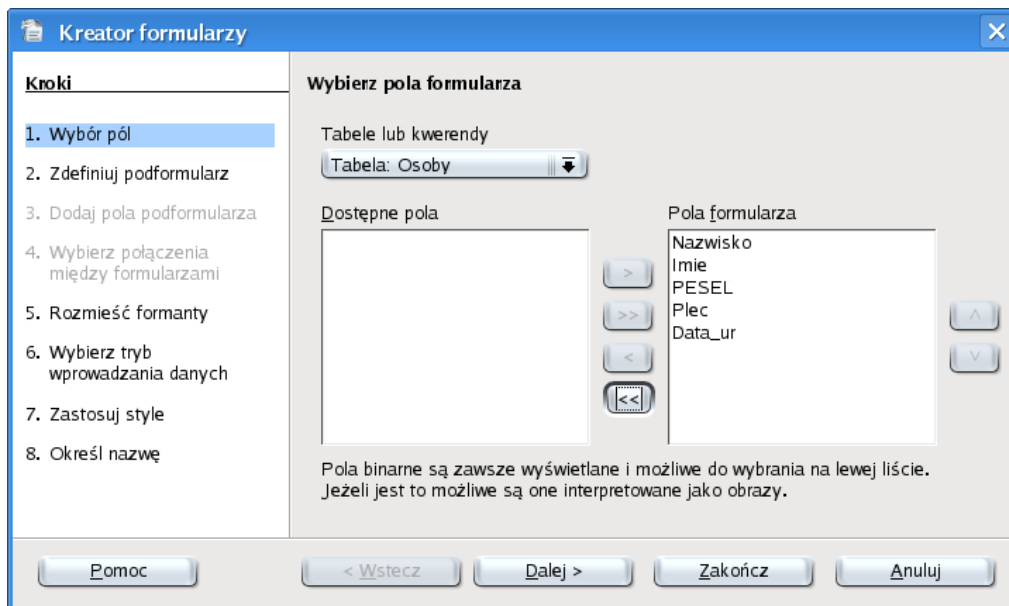 Kreator formularzy
Kroki
1. Wybór pól
2. Zdefiniuj podformularz
3. Dodaj pola podformularza
4. Wybierz połączenia
między formularzami
5. Rozmieść formanty
6. Wybierz tryb
wprowadzania danych
7. Zastosuj style
8. Określ nazwę
Wybierz pola formularza
Tabele lub kwerendy
Tabela: Osoby
Dostępne pola
Pola formularza
Nazwisko
Imie
PESEL
Plec
Data_ur
>
>>
<
<<
Pola binarne są zawsze wyświetlane i możliwe do wybrania na lewej liście.
Jeżeli jest to możliwe są one interpretowane jako obrazy.
Pomoc
< Wstecz
Dalej >
Zakończ
Anuluj